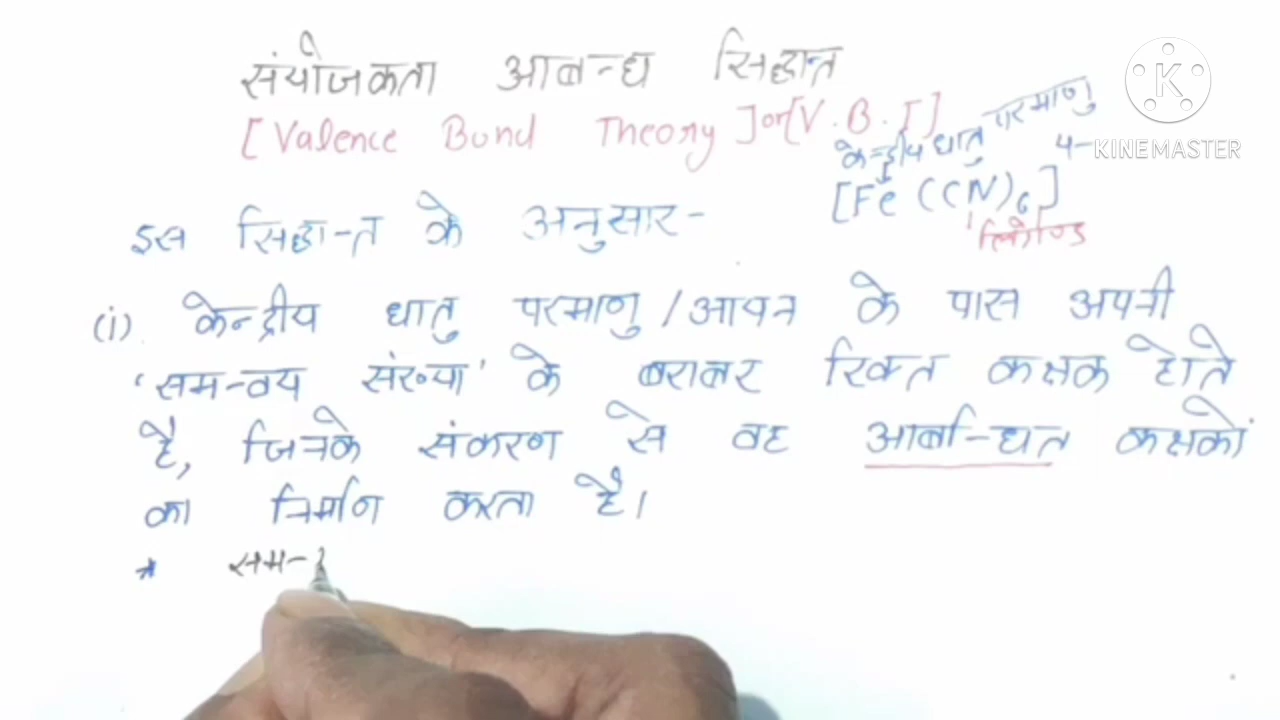 संयोजकता आबन्ध सिद्धान्त
[Valence Bond Theory] or [V.B.T]
केन्द्रीय धातु परमाणु
[Fe(CN)6]4-
लिगेण्ड
इस सिद्धान्त के अनुसार-
(i). केन्द्रीय धातु परमाणु/आयन के पास अपनी
'समन्वय संख्या' के बराबर रिक्त कक्षक होते
है, जिनके संकरण से वह आबन्धित कक्षकों
का निर्माण करता है।
* सम-
K
KINEMASTER